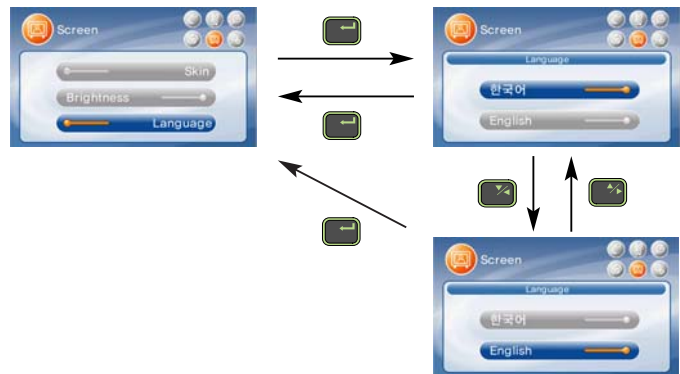 Screen
Skin
Brightness
Language
Screen
Language
한국어
English
Screen
Language
한국어
English